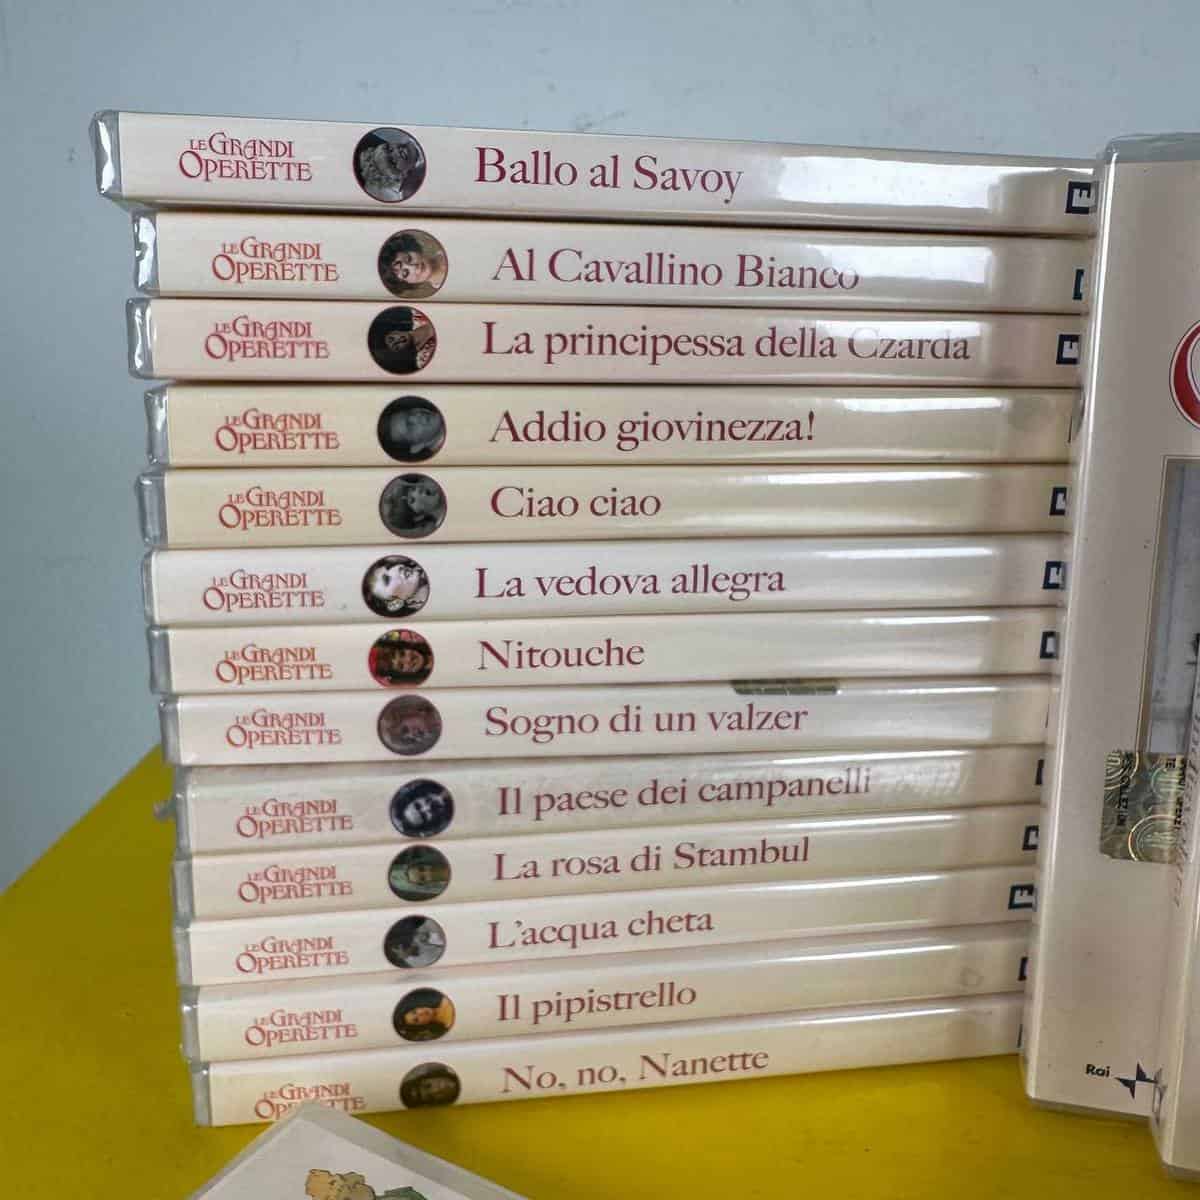 LE GRANDI
OPERETTE
Ballo al Savoy
LE GRANDI
OPERETTE
Al Cavallino Bianco
LE GRANDI
OPERETTE
La principessa della Czarda
LE GRANDI
OPERETTE
Addio giovinezza!
LE GRANDI
OPERETTE
Ciao ciao
LE GRANDI
OPERETTE
La vedova allegra
LE GRANDI
OPERETTE
Nitouche
LE GRANDI
OPERETTE
Sogno di un valzer
LE GRANDI
OPERETTE
Il paese dei campanelli
LE GRANDI
OPERETTE
La rosa di Stambul
LE GRANDI
OPERETTE
L'acqua cheta
LE GRANDI
OPERETTE
Il pipistrello
LE GRANDI
OPERETTE
No, no, Nanette
Rai